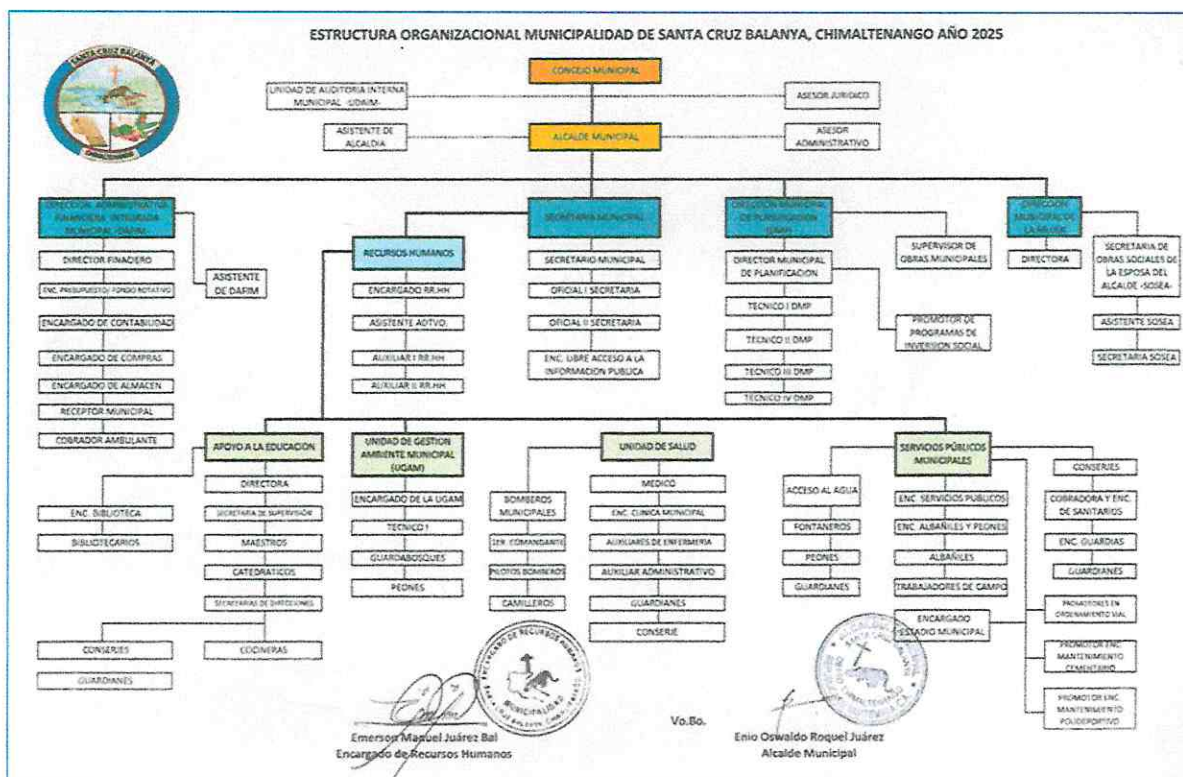 ESTRUCTURA ORGANIZACIONAL MUNICIPALIDAD DE SANTA CRUZ BALANYA, CHIMALTENANGO AÑO 2025
SANTA CRUZ BALANYA
CONCEJO MUNICIPAL
UNIDAD DE AUDITORIA INTERNA
MUNICIPAL -UDAIM-
ASESOR JURIDICO
ASISTENTE DE
ALCALDIA
ALCALDE MUNICIPAL
ASESOR
ADMINISTRATIVO
DIRECCION ADMINISTRATIVA
FINANCIERA INTEGRADA
MUNICIPAL -DAFIM-
SECRETARIA MUNICIPAL
DIRECCION MUNICIPAL
DE PLANIFICACION
(DMP)
DIRECCION
MUNICIPAL DE
LA MUJER
DIRECTOR FINACIERO
ENC. PRESUPUESTO/ FONDO ROTATIVO
ENCARGADO DE CONTABILIDAD
ENCARGADO DE COMPRAS
ENCARGADO DE ALMACEN
RECEPTOR MUNICIPAL
COBRADOR AMBULANTE
ASISTENTE
DE DAFIM
RECURSOS HUMANOS
ENCARGADO RR.HH
ASISTENTE ADTVO.
AUXILIAR I RR.HH
AUXILIAR II RR.HH
SECRETARIO MUNICIPAL
OFICIAL I SECRETARIA
OFICIAL II SECRETARIA
ENC. LIBRE ACCESO A LA
INFORMACION PUBLICA
DIRECTOR MUNICIPAL
DE PLANIFICACION
TECNICO I DMP
TECNICO II DMP
TECNICO III DMP
TECNICO IV DMP
SUPERVISOR DE
OBRAS MUNICIPALES
PROMOTOR DE
PROGRAMAS DE
INVERSION SOCIAL
DIRECTORA
SECRETARIA DE
OBRAS SOCIALES DE
LA ESPOSA DEL
ALCALDE -SOSEA-
ASISTENTE SOSEA
SECRETARIA SOSEA
APOYO A LA EDUCACION
DIRECTORA
SECRETARIA DE SUPERVISIÓN
MAESTROS
CATEDRATICOS
SECRETARIAS DE DIRECCIONES
ENC. BIBLIOTECA
BIBLIOTECARIOS
CONSERJES
GUARDIANES
COCINERAS
UNIDAD DE GESTION
AMBIENTE MUNICIPAL
(UGAM)
ENCARGADO DE LA UGAM
TECNICO I
GUARDABOSQUES
PEONES
UNIDAD DE SALUD
BOMBEROS
MUNICIPALES
1ER. COMANDANTE
PILOTOS BOMBEROS
CAMILLEROS
MEDICO
ENC. CLINICA MUNICIPAL
AUXILIARES DE ENFERMERIA
AUXILIAR ADMINISTRATIVO
GUARDIANES
CONSERJE
SERVICIOS PÚBLICOS
MUNICIPALES
ACCESO AL AGUA
FONTANEROS
PEONES
GUARDIANES
ENC. SERVICIOS PUBLICOS
ENC. ALBAÑILES Y PEONES
ALBAÑILES
TRABAJADORES DE CAMPO
ENCARGADO
ESTADIO MUNICIPAL
CONSERJES
COBRADORA Y ENC.
DE SANITARIOS
ENC. GUARDIAS
GUARDIANES
PROMOTORES EN
ORDENAMIENTO VIAL
PROMOTOR ENC.
MANTENIMIENTO
CEMENTARIO
PROMOTOR ENC.
MANTENIMIENTO
POLIDEPORTIVO
ENCARGADO DE RECURSOS HUMANOS
MUNICIPALIDAD
Emerson Manuel Juárez Bal
Encargado de Recursos Humanos
Vo.Bo.
Enio Oswaldo Roquel Juárez
Alcalde Municipal